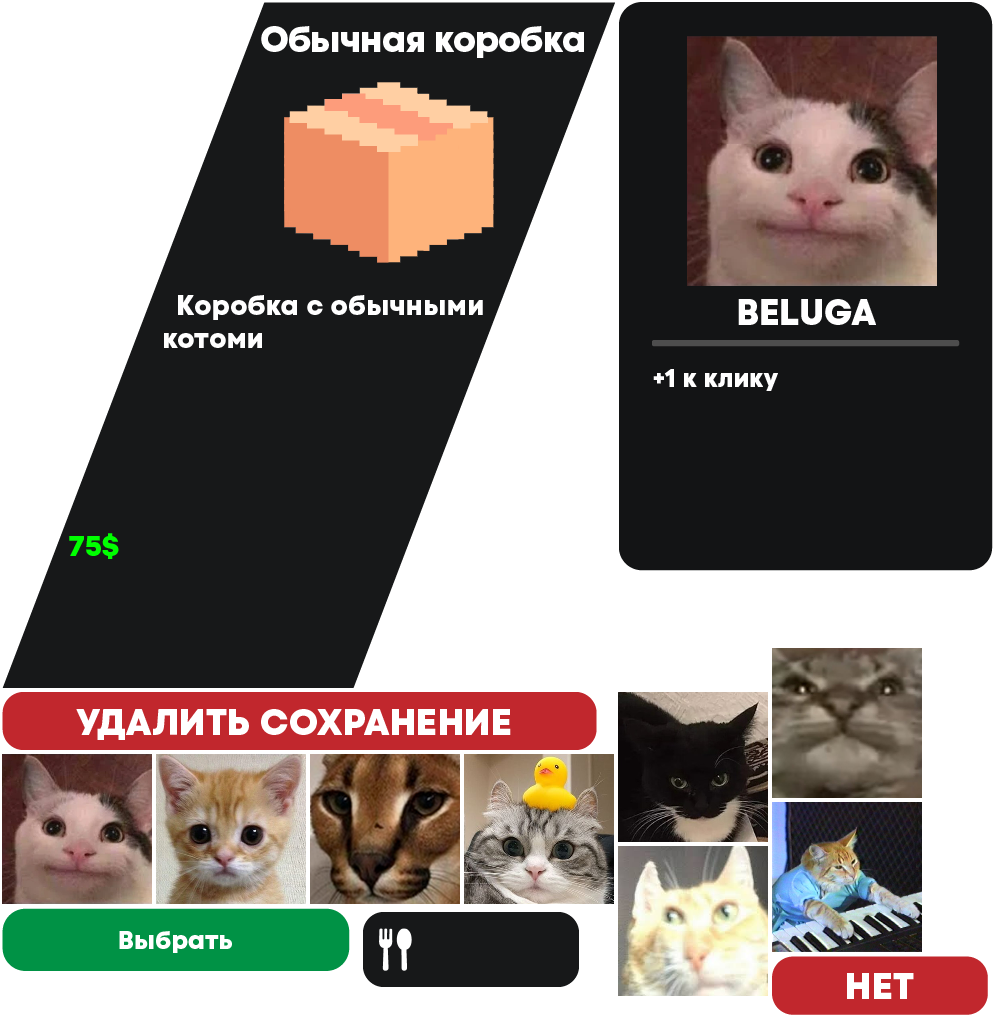 Обычная коробка
Коробка с обычными
котоми
75$
BELUGA
+1 к клику
УДАЛИТЬ СОХРАНЕНИЕ
Выбрать
НЕТ